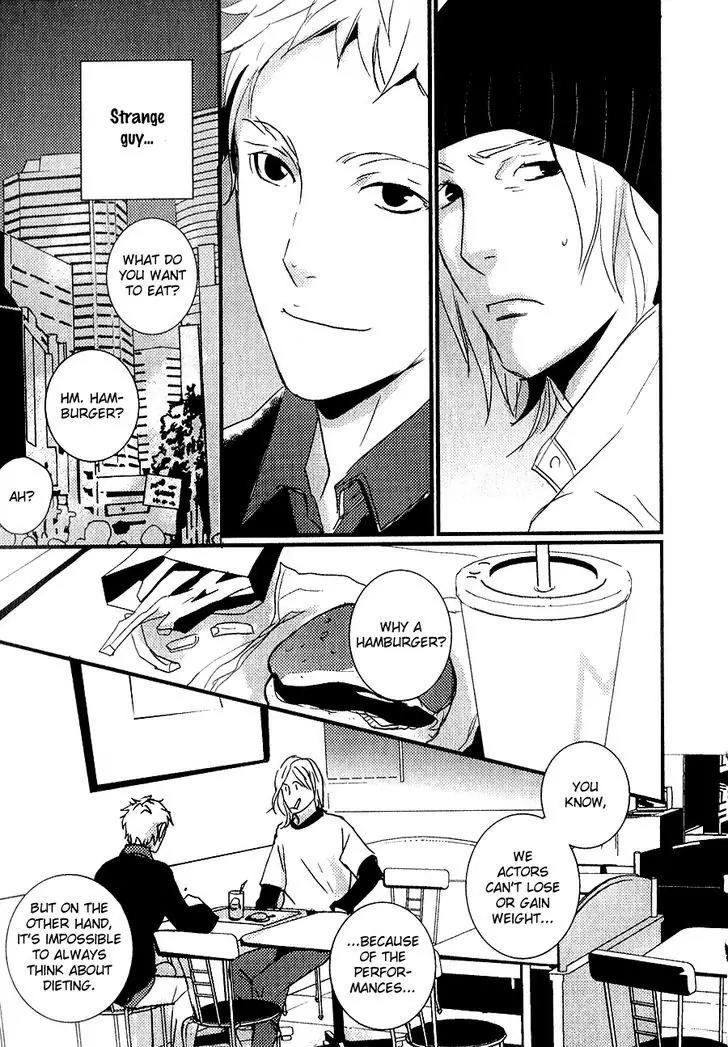 Strange
guy...
WHAT DO
YOU WANT
TO EAT?
HM. HAM-
BURGER?
AH?
WHY A
HAMBURGER?
YOU
KNOW,
WE
ACTORS
CAN'T LOSE
OR GAIN
WEIGHT...
...BECAUSE
OF THE
PERFOR-
MANCES...
BUT ON THE
OTHER HAND,
IT'S IMPOSSIBLE
TO ALWAYS
THINK ABOUT
DIETING.